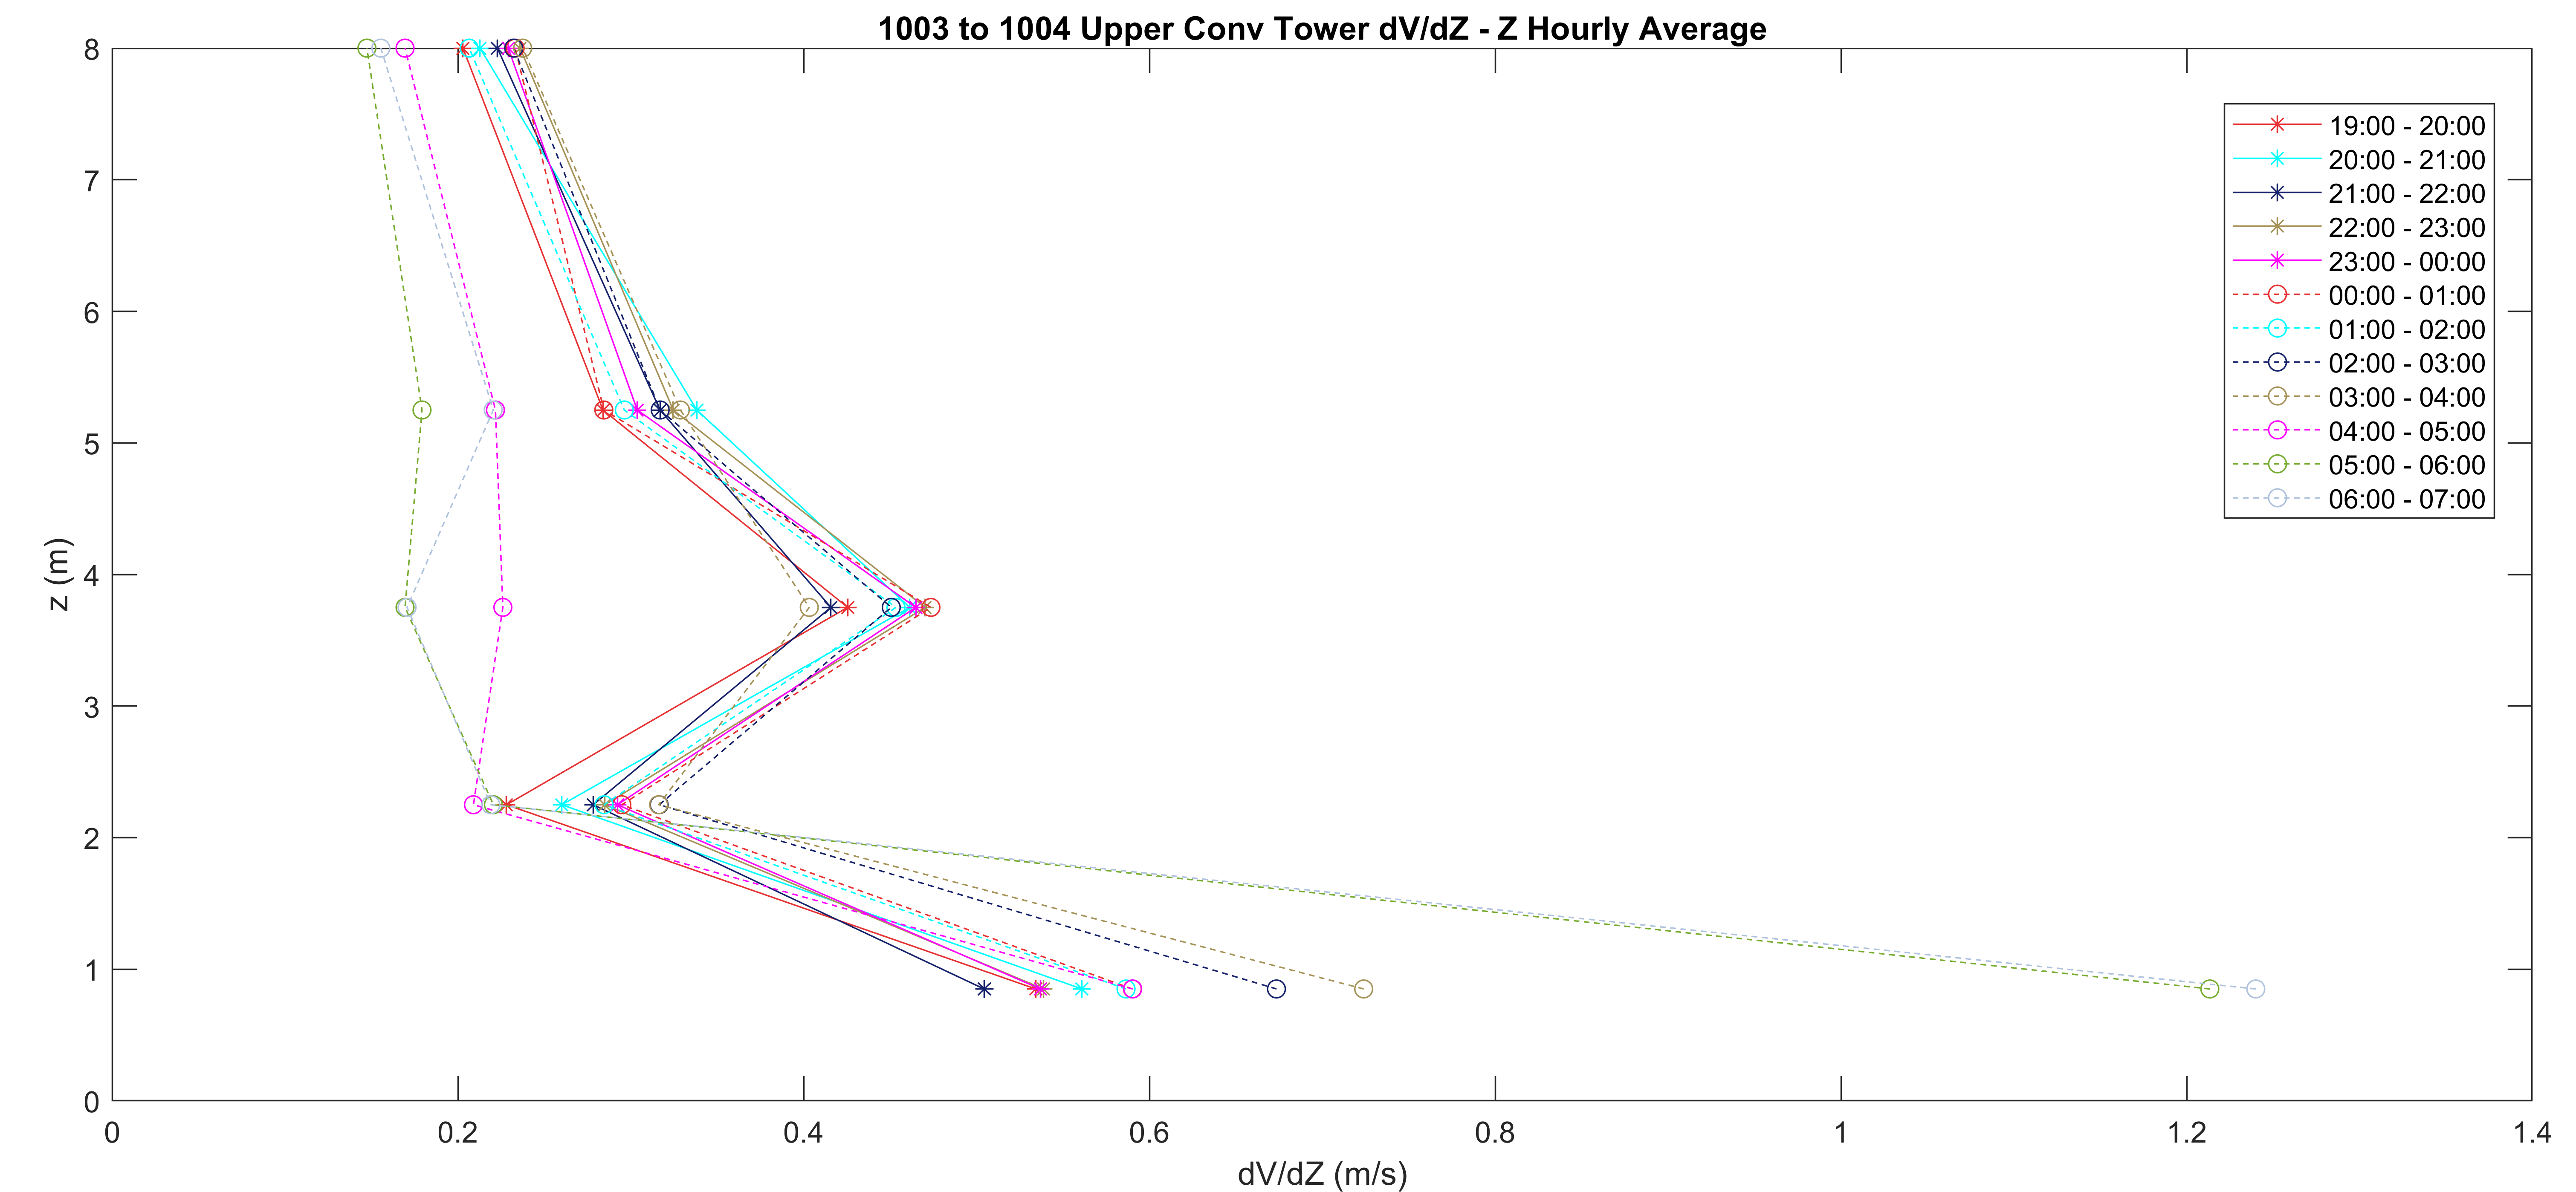 1003 to 1004 Upper Conv Tower dV/dZ - Z Hourly Average
8
7
6
5
4
3
2
1
0
z (m)
19:00 - 20:00
20:00 - 21:00
21:00 - 22:00
22:00 - 23:00
23:00 - 00:00
00:00 - 01:00
01:00 - 02:00
02:00 - 03:00
03:00 - 04:00
04:00 - 05:00
05:00 - 06:00
06:00 - 07:00
0 0.2 0.4 0.6 0.8 1 1.2 1.4
dV/dZ (m/s)